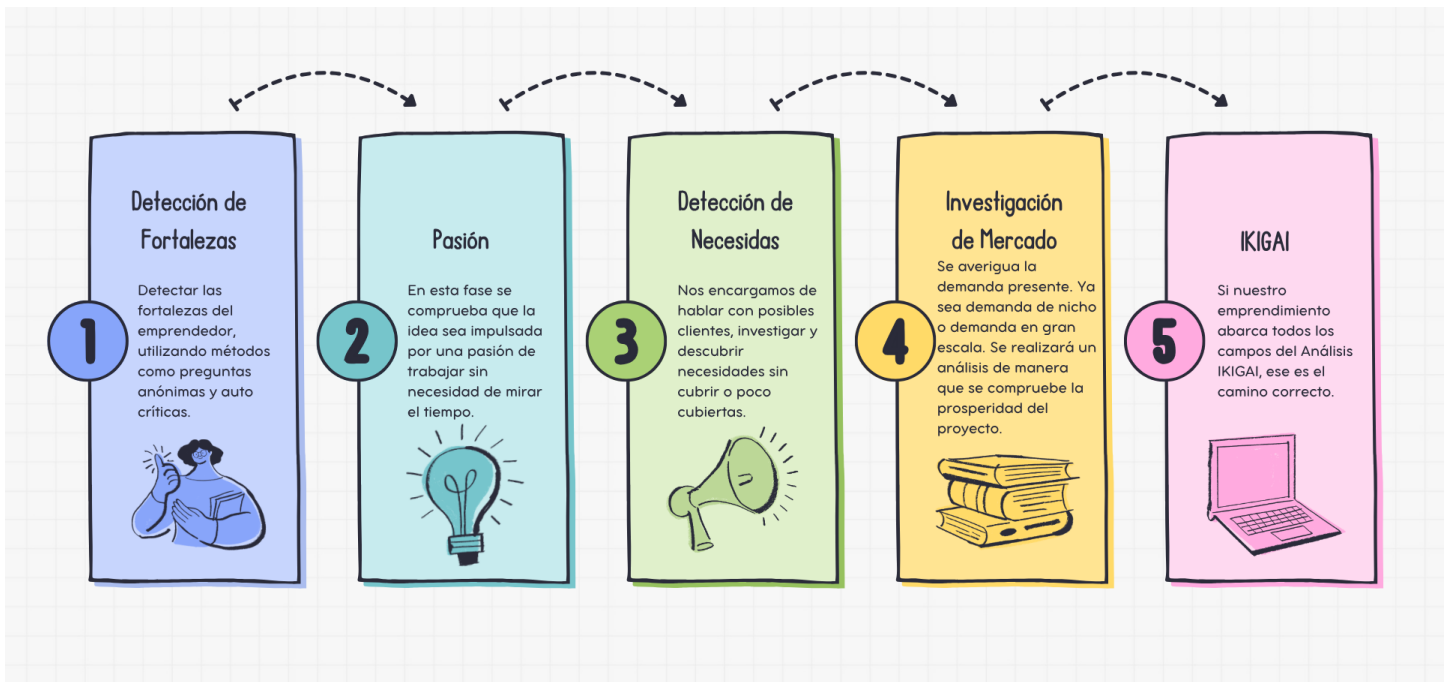 Detección de
Fortalezas
Detectar las
fortalezas del
emprendedor,
utilizando métodos
como preguntas
anónimas y auto
críticas.
1
Pasión
En esta fase se
comprueba que la
idea sea impulsada
por una pasión de
trabajar sin
necesidad de mirar
el tiempo.
2
Detección de
Necesidas
Nos encargamos de
hablar con posibles
clientes, investigar y
descubrir
necesidades sin
cubrir o poco
cubiertas.
3
Investigación
de Mercado
Se averigua la
demanda presente. Ya
sea demanda de nicho
o demanda en gran
escala. Se realizará un
análisis de manera
que se compruebe la
prosperidad del
proyecto.
4
IKIGAI
Si nuestro
emprendimiento
abarca todos los
campos del Análisis
IKIGAI, ese es el
camino correcto.
5